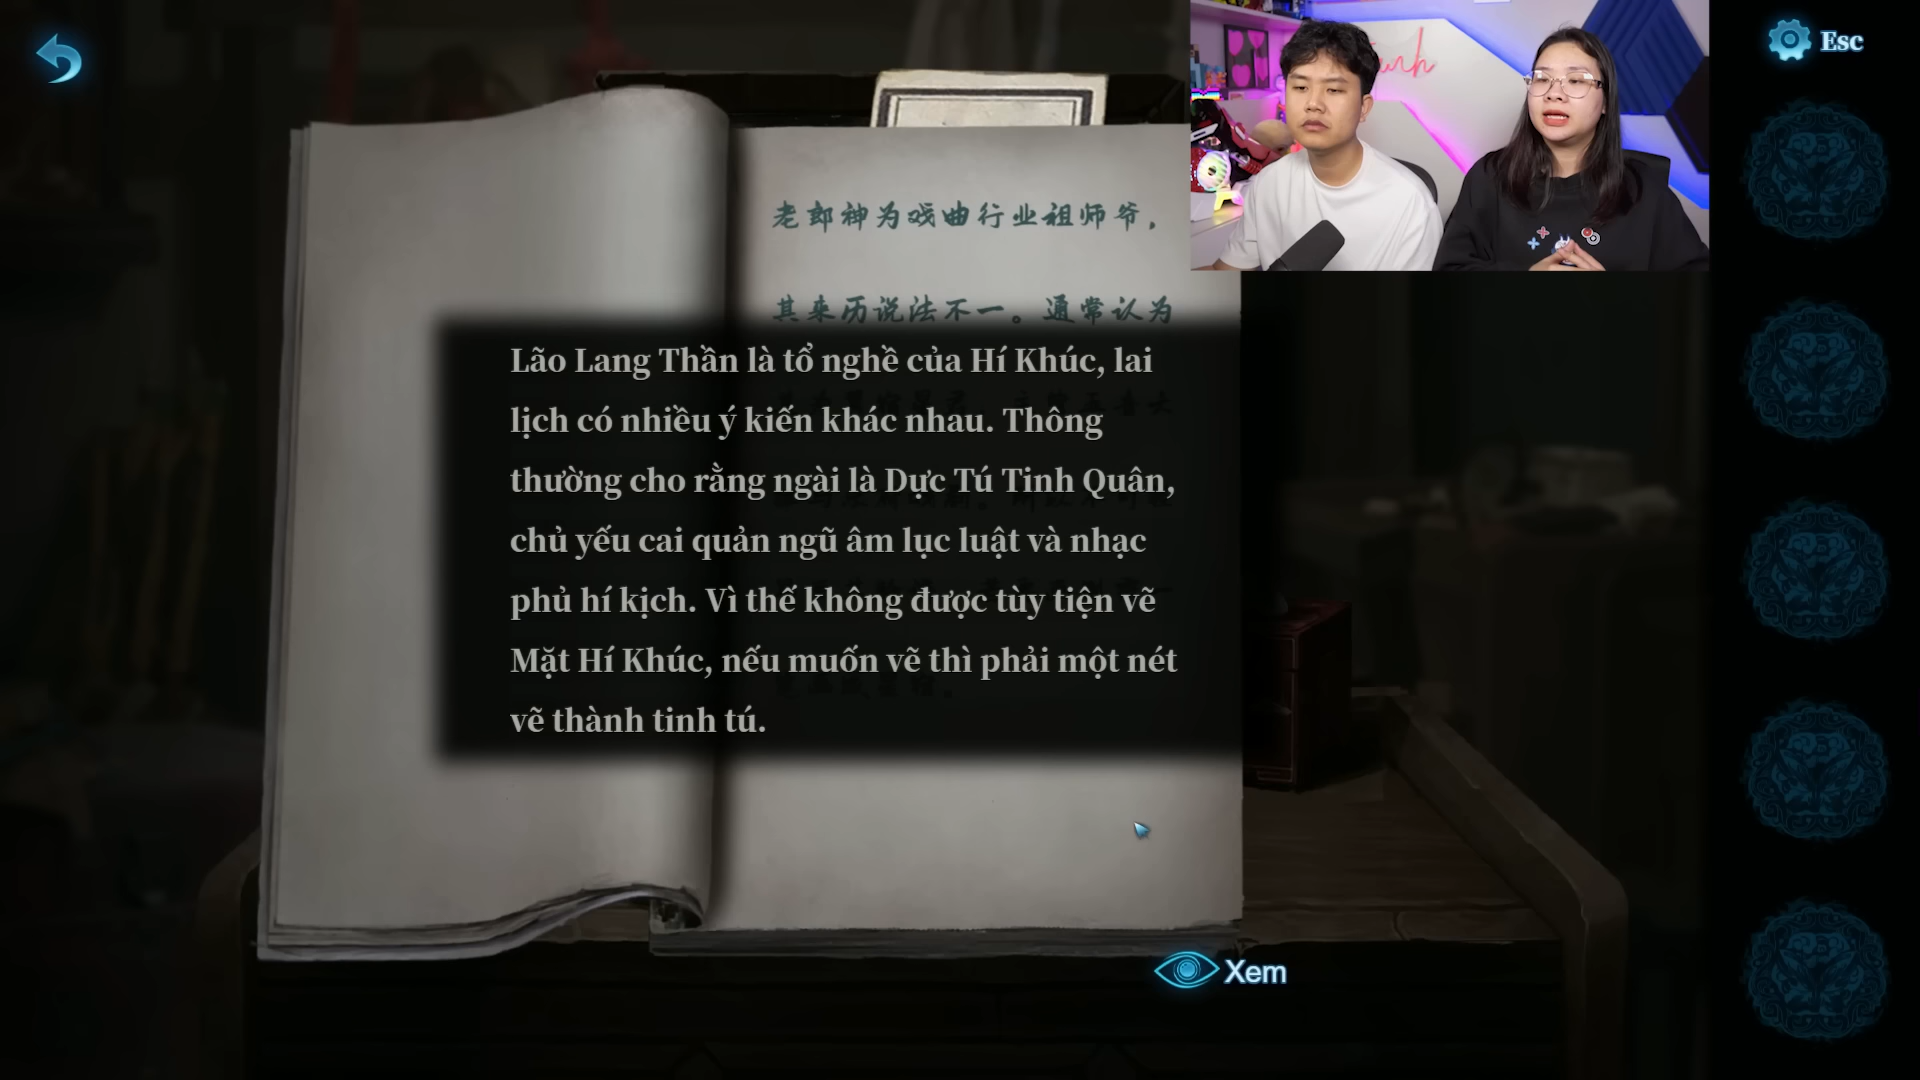 Esc
老郎神为戏曲行业祖师爷，
其来历说法不一。通常认为
Lão Lang Thần là tổ nghề của Hí Khúc, lai
lịch có nhiều ý kiến khác nhau. Thông
thường cho rằng ngài là Dực Tú Tinh Quân,
chủ yếu cai quản ngũ âm lục luật và nhạc
phủ hí kịch. Vì thế không được tùy tiện vẽ
Mặt Hí Khúc, nếu muốn vẽ thì phải một nét
vẽ thành tinh tú.
Xem